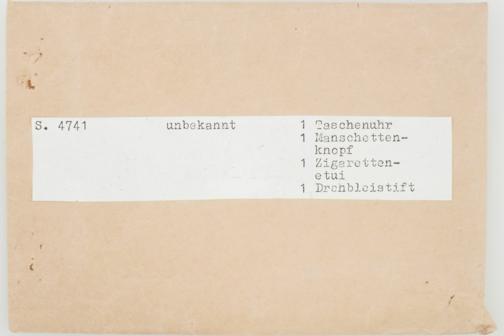 S. 4741 unbekannt 1 Taschenuhr
1 Manschetten-
knopf
1 Zigaretten-
etui
1 Drehbleistift